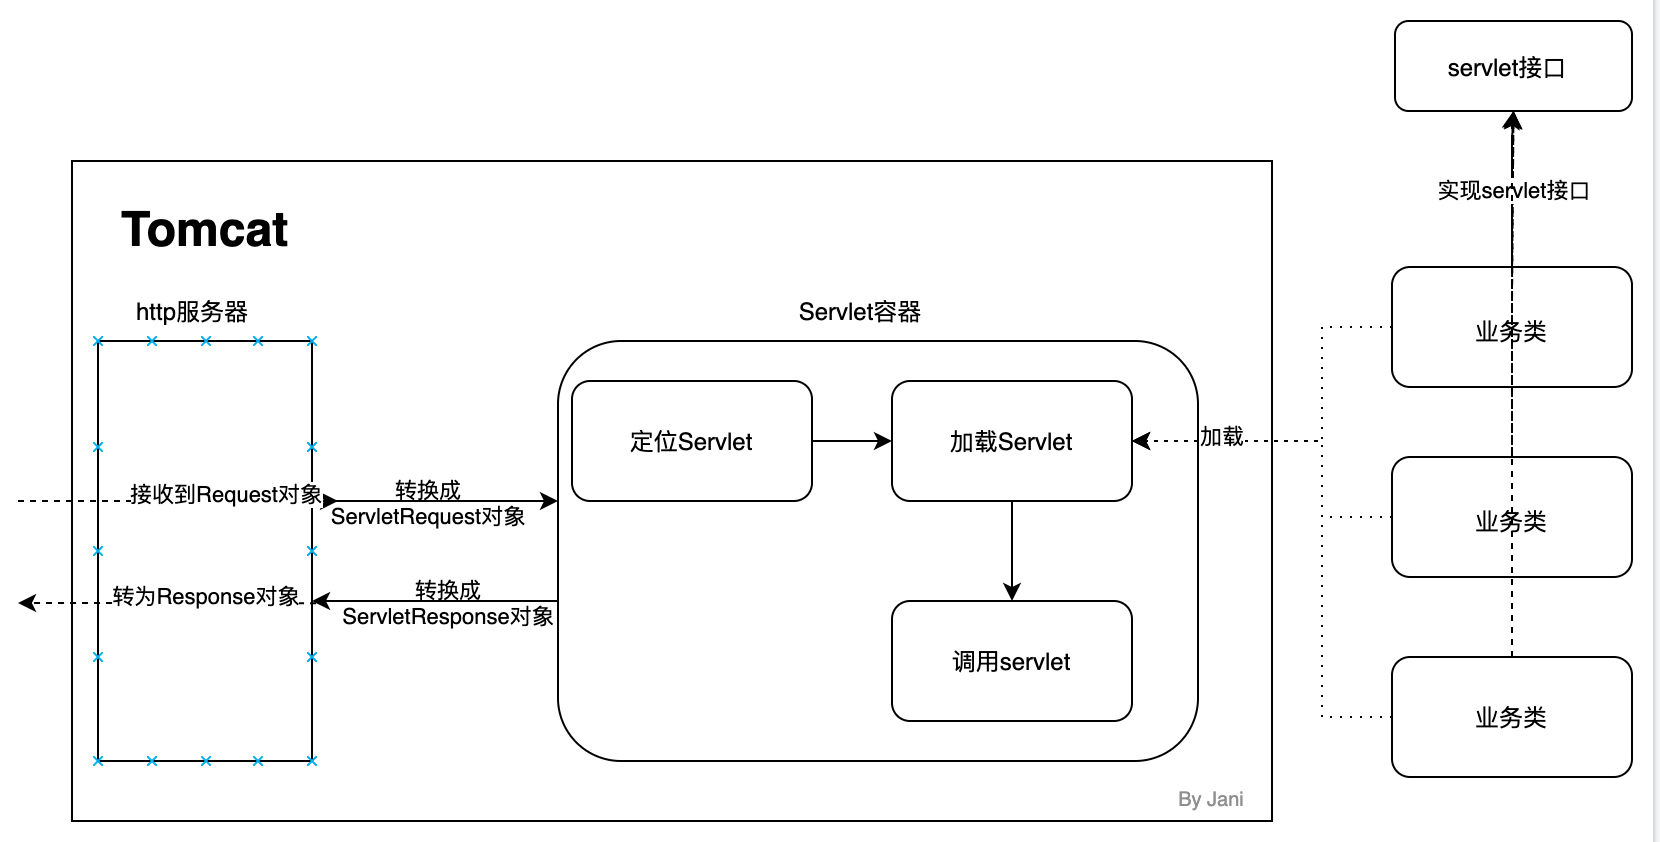 servlet接口
实现servlet接口
Tomcat
http服务器
Servlet容器
业务类
定位Servlet
加载Servlet
加载
接收到Request对象
转换成
ServletRequest对象
业务类
转为Response对象
转换成
ServletResponse对象
调用servlet
业务类
By Jani